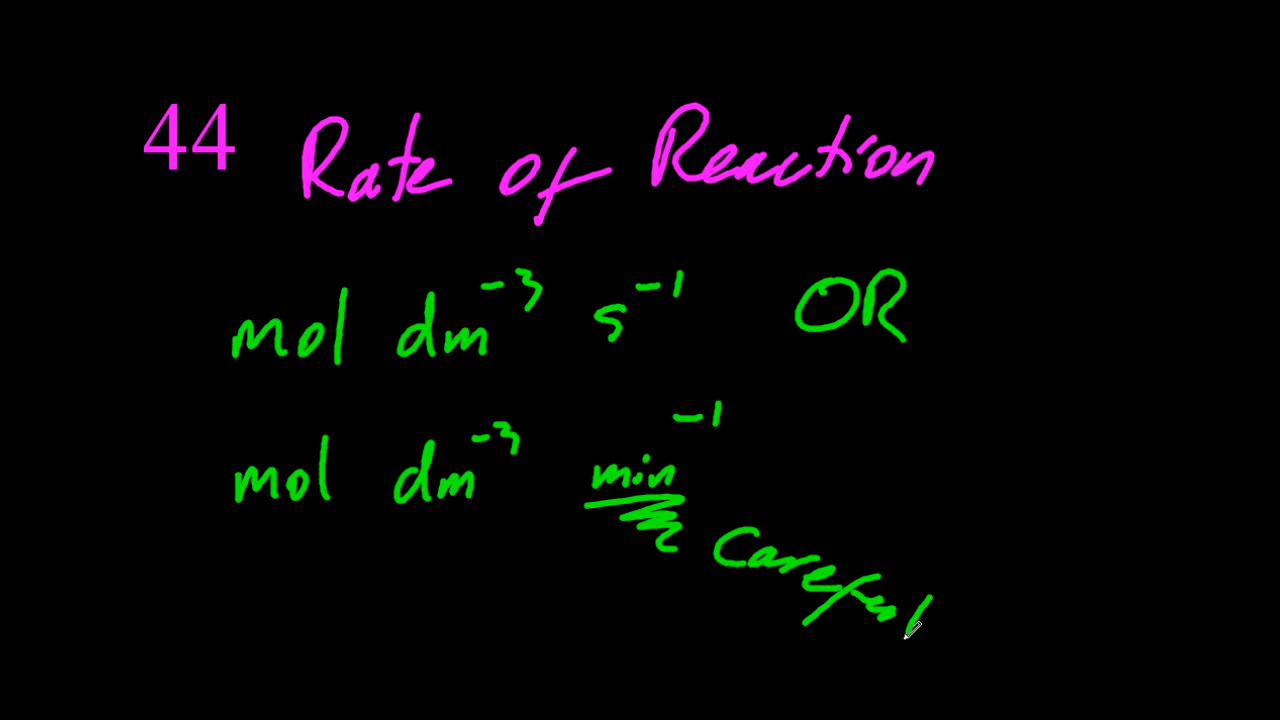 44 Rate of Reaction
mol dm⁻³ s⁻¹ OR
mol dm⁻³ min⁻¹
Careful